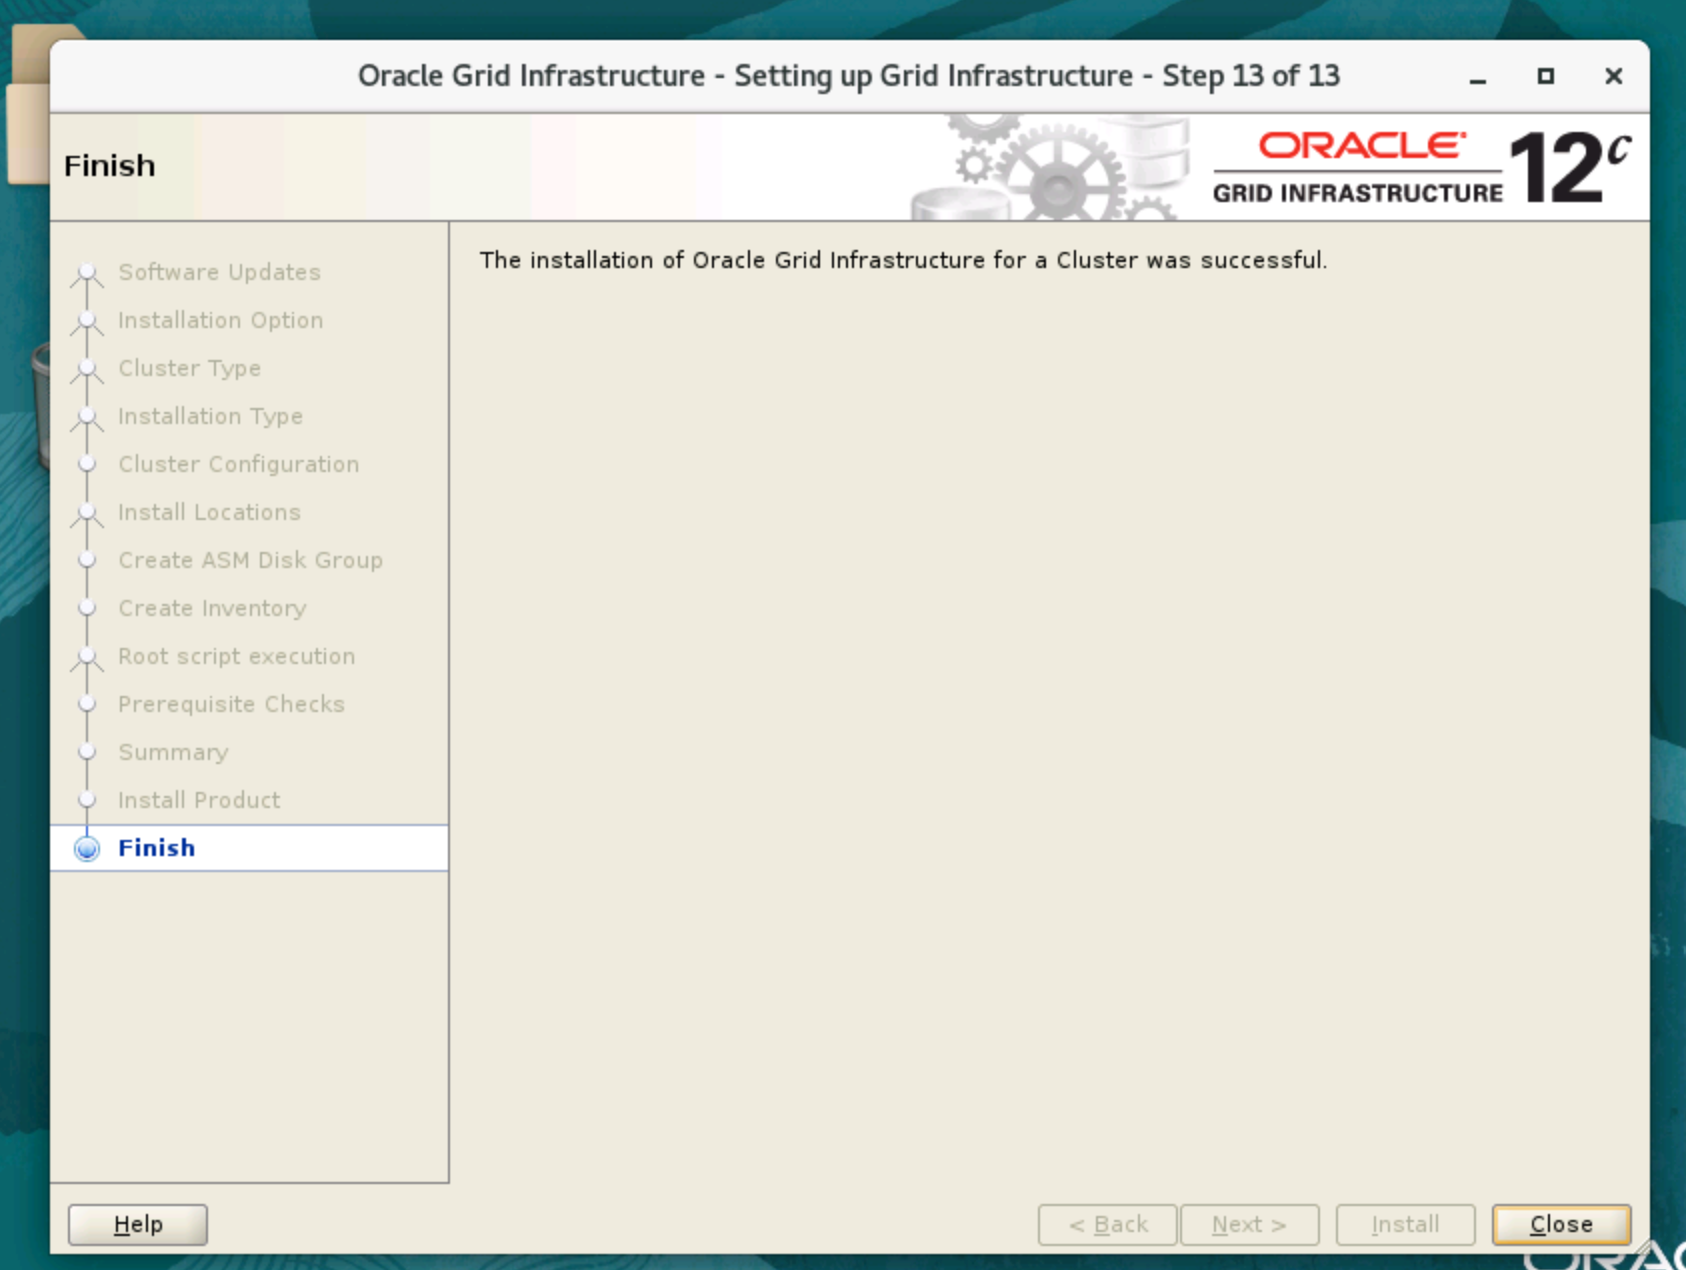 Oracle Grid Infrastructure - Setting up Grid Infrastructure - Step 13 of 13
Finish
ORACLE
GRID INFRASTRUCTURE
12c
Software Updates
Installation Option
Cluster Type
Installation Type
Cluster Configuration
Install Locations
Create ASM Disk Group
Create Inventory
Root script execution
Prerequisite Checks
Summary
Install Product
Finish
The installation of Oracle Grid Infrastructure for a Cluster was successful.
Help
< Back
Next >
Install
Close